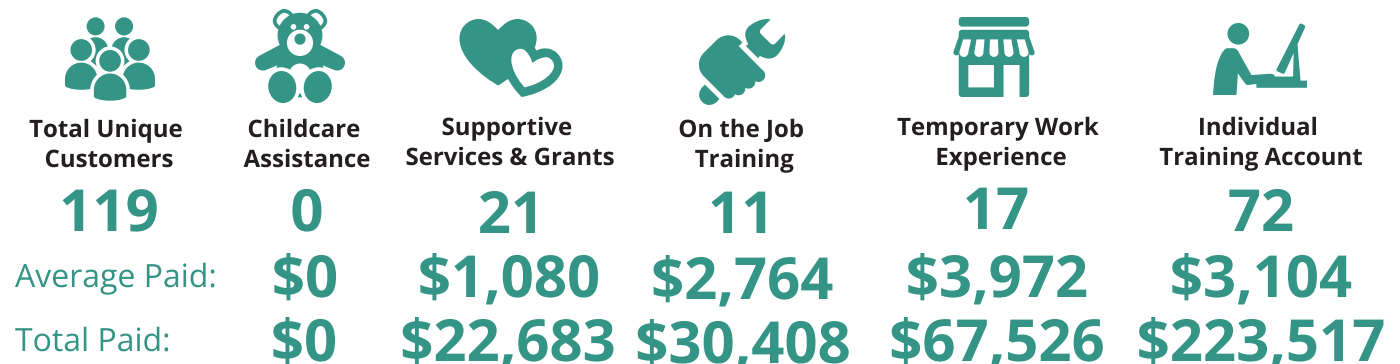 Total Unique
Customers
119
Childcare
Assistance
0
Supportive
Services & Grants
21
On the Job
Training
11
Temporary Work
Experience
17
Individual
Training Account
72
Average Paid:
$0
$1,080
$2,764
$3,972
$3,104
Total Paid:
$0
$22,683
$30,408
$67,526
$223,517